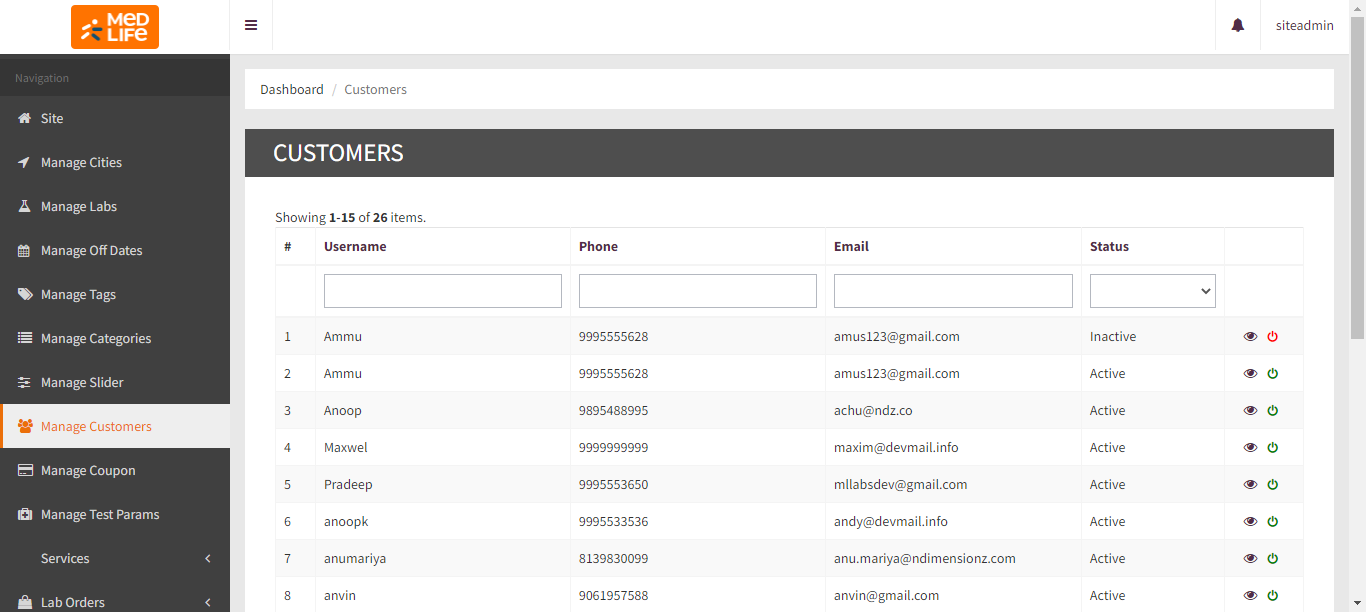 MED
LIFE
siteadmin
Navigation
Dashboard / Customers
Site
CUSTOMERS
Manage Cities
Manage Labs
Showing 1-15 of 26 items.
# Username Phone Email Status
Manage Off Dates
Manage Tags
Manage Categories
1 Ammu 9995555628 amus123@gmail.com Inactive
2 Ammu 9995555628 amus123@gmail.com Active
Manage Slider
3 Anoop 9895488995 achu@ndz.co Active
Manage Customers
4 Maxwel 9999999999 maxim@devmail.info Active
Manage Coupon
5 Pradeep 9995553650 mllabsdev@gmail.com Active
Manage Test Params
6 anoopk 9995533536 andy@devmail.info Active
Services
7 anumariya 8139830099 anu.mariya@ndimensionz.com Active
Lab Orders
8 anvin 9061957588 anvin@gmail.com Active